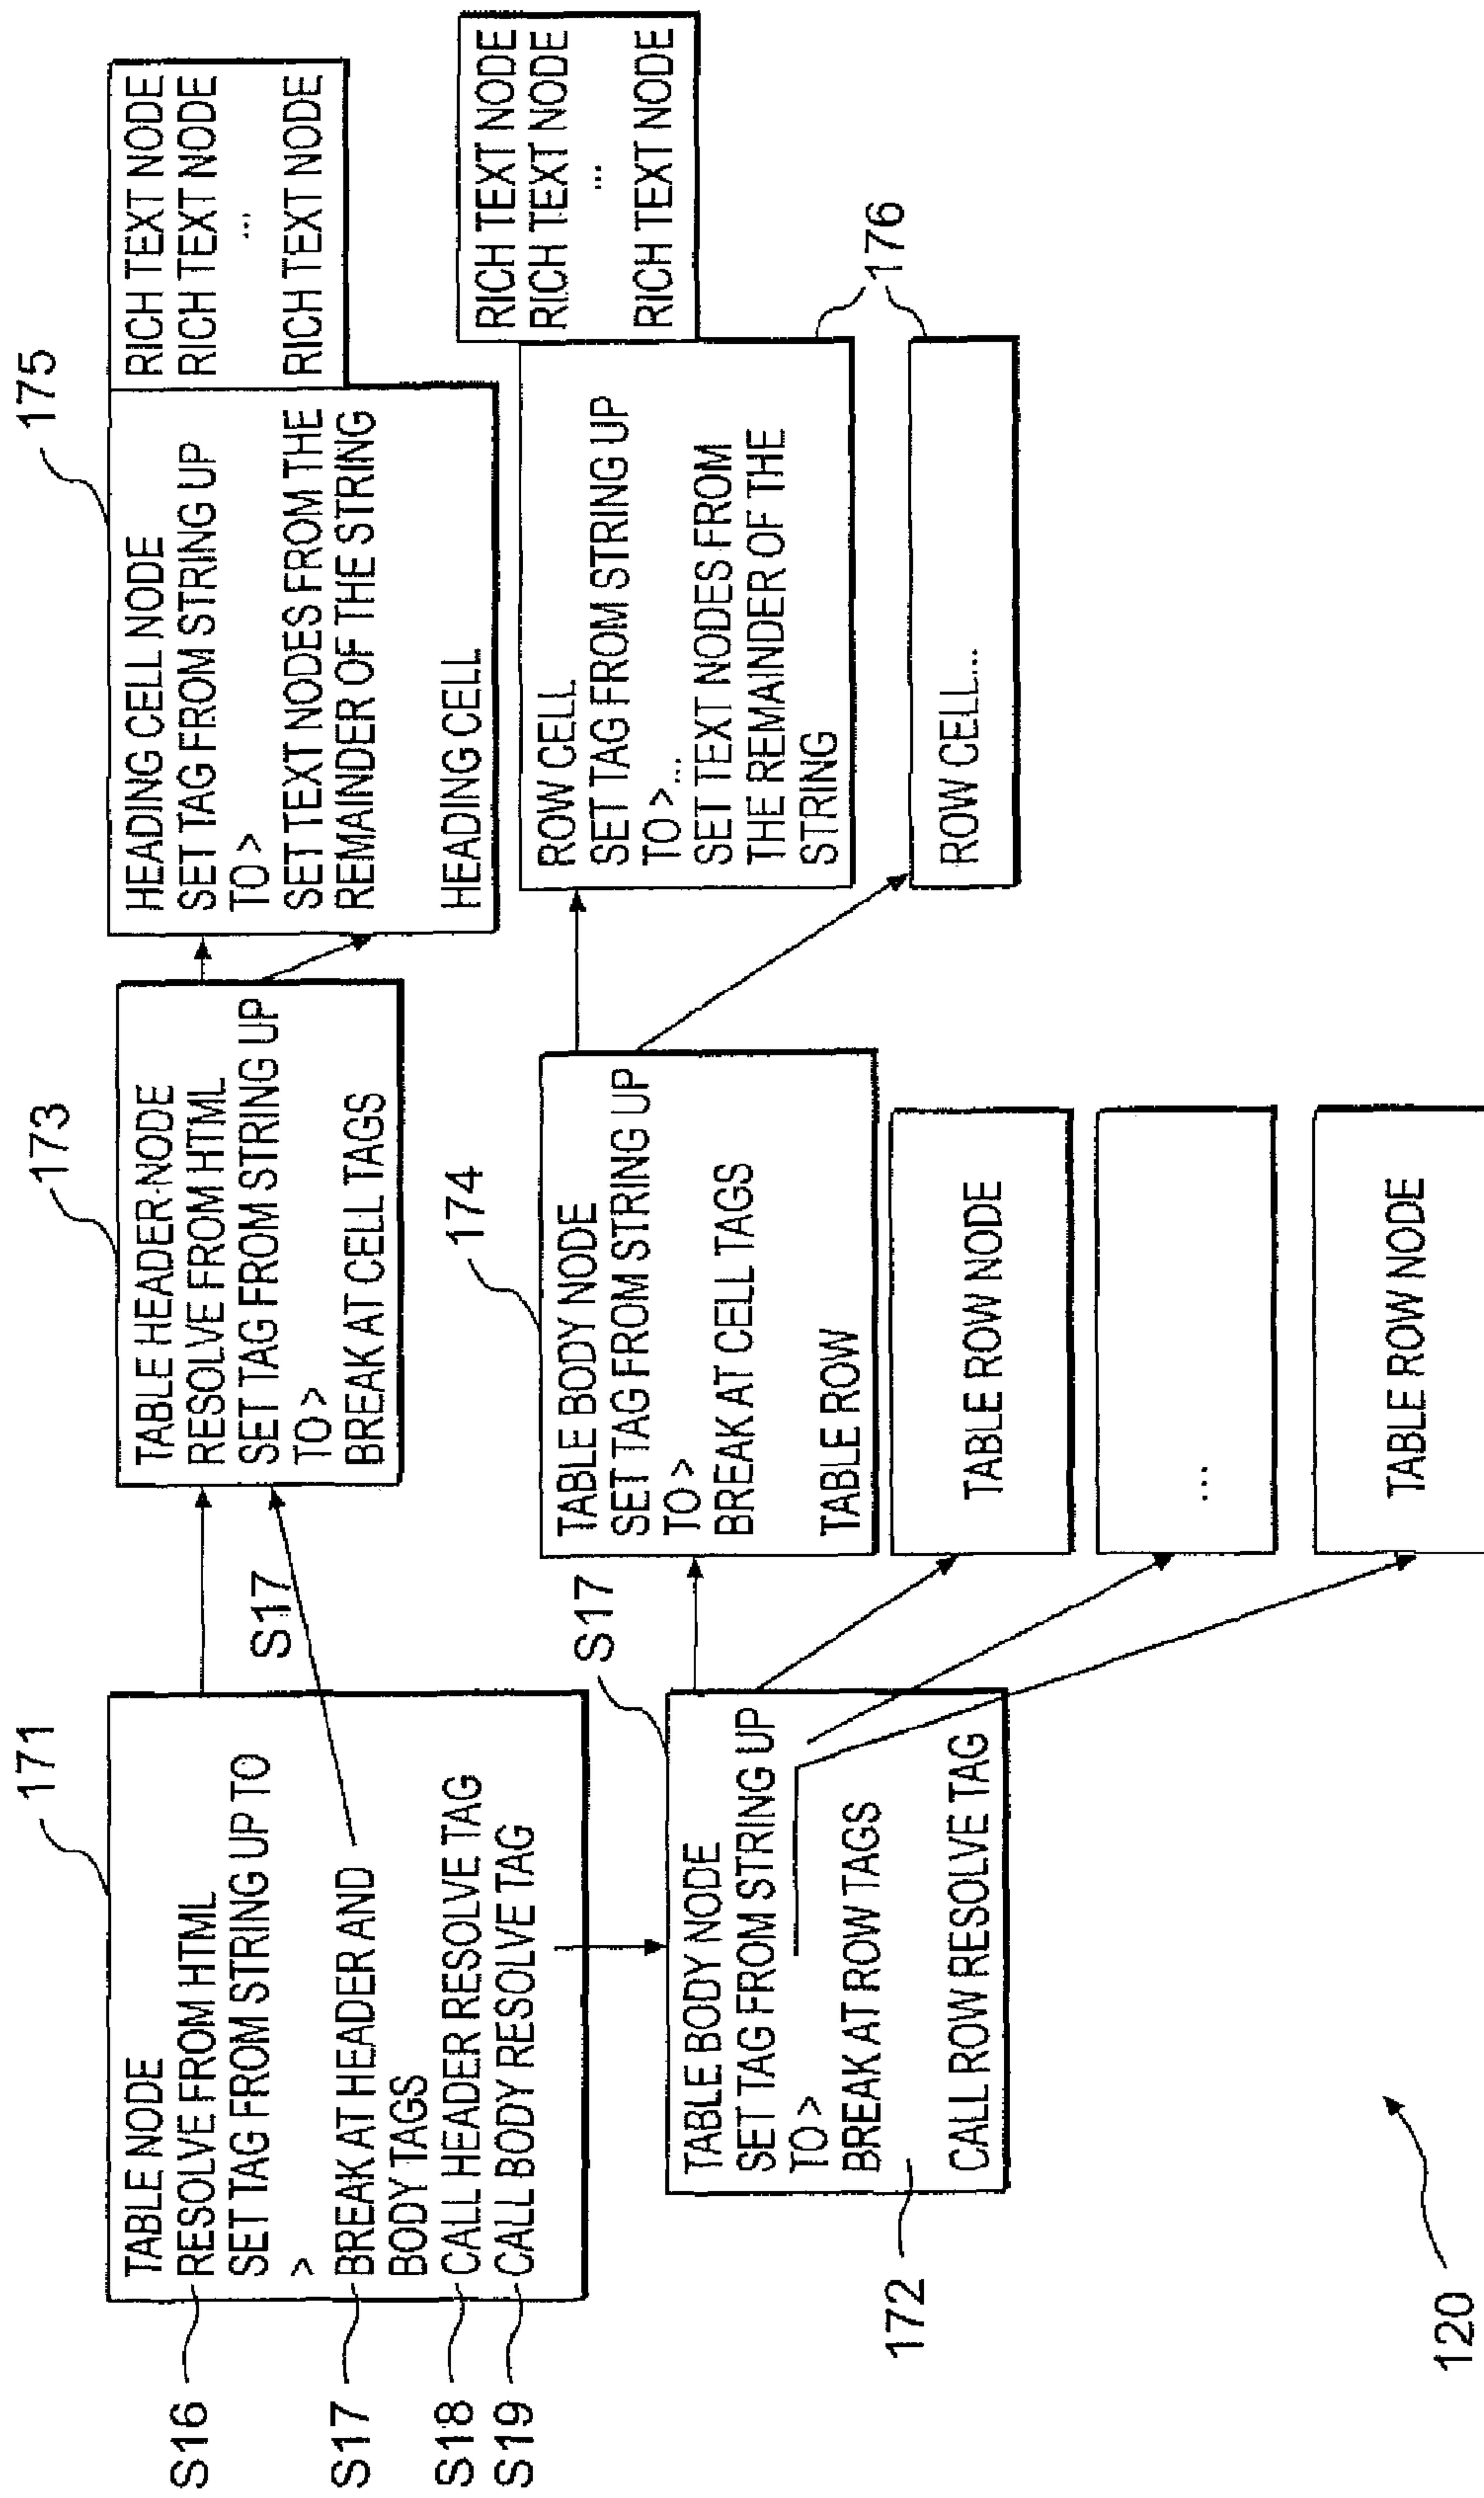 171
TABLE NODE
S16
RESOLVE FROM HTML
SET TAG FROM STRING UP TO
>
S17
BREAK AT HEADER AND
BODY TAGS
S18
CALL HEADER RESOLVE TAG
S19
CALL BODY RESOLVE TAG
S17
173
TABLE HEADER-NODE
RESOLVE FROM HTML
SET TAG FROM STRING UP
TO >
BREAK AT CELL TAGS
175
HEADING CELL NODE
SET TAG FROM STRING UP
TO >
SET TEXT NODES FROM THE
REMAINDER OF THE STRING
HEADING CELL
RICH TEXT NODE
RICH TEXT NODE
...
RICH TEXT NODE
S17
TABLE BODY NODE
SET TAG FROM STRING UP
TO >
BREAK AT ROW TAGS
CALL ROW RESOLVE TAG
172
174
TABLE BODY NODE
SET TAG FROM STRING UP
TO >
BREAK AT CELL TAGS
TABLE ROW
TABLE ROW NODE
...
TABLE ROW NODE
ROW CELL
SET TAG FROM STRING UP
TO >...
SET TEXT NODES FROM
THE REMAINDER OF THE
STRING
RICH TEXT NODE
RICH TEXT NODE
...
RICH TEXT NODE
176
ROW CELL...
120